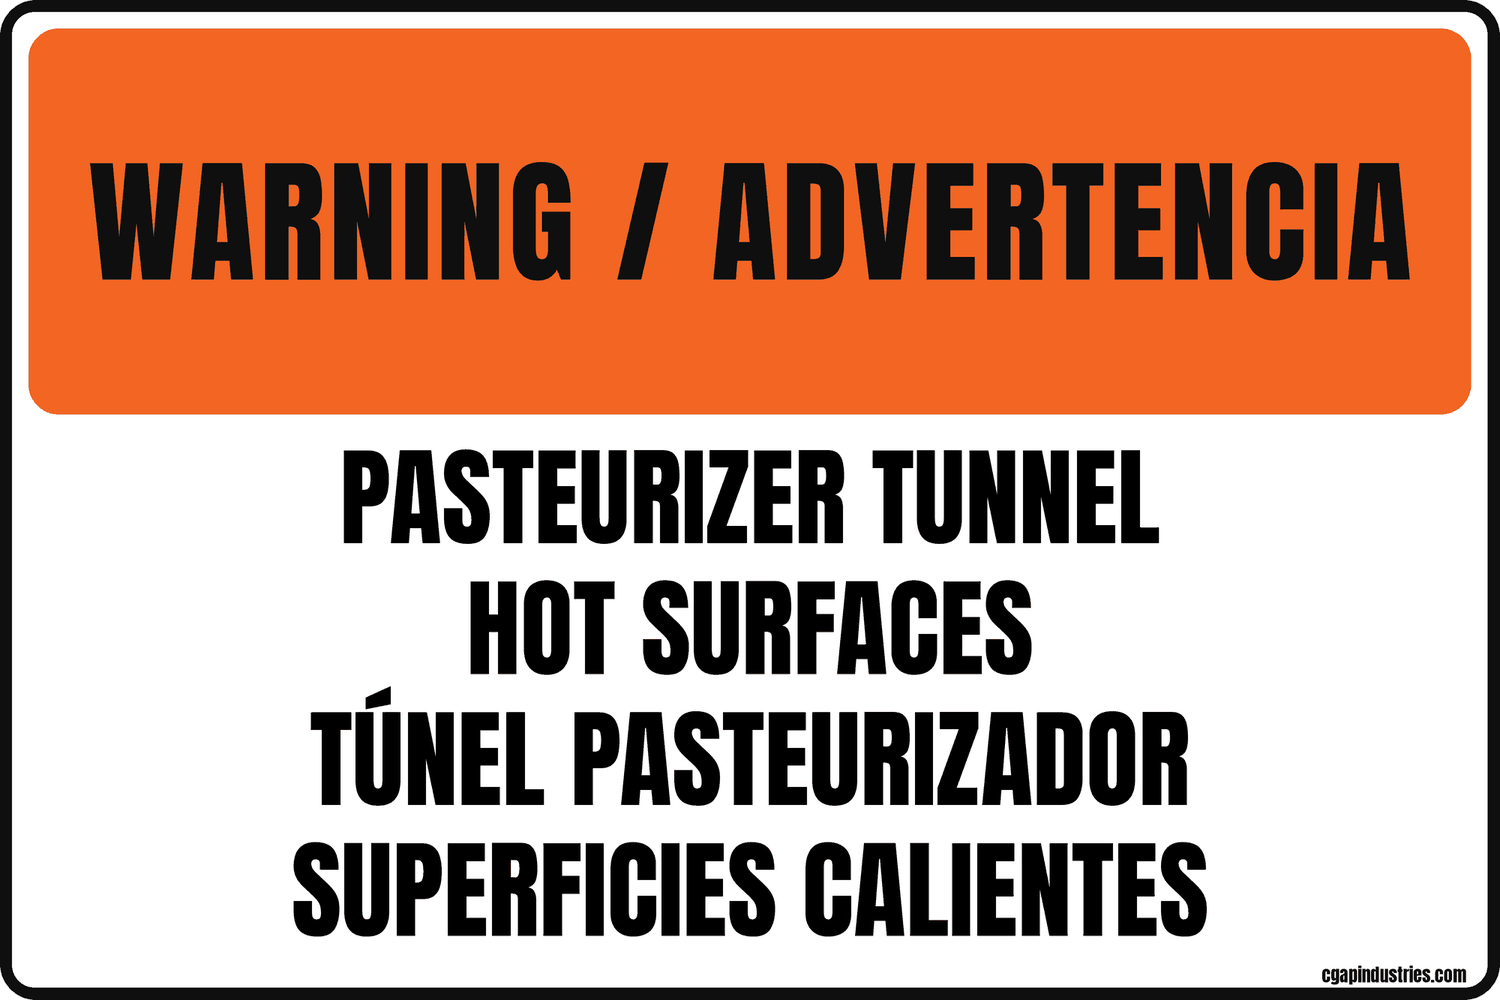 WARNING / ADVERTENCIA
PASTEURIZER TUNNEL
HOT SURFACES
TÚNEL PASTEURIZADOR
SUPERFICIES CALIENTES
cgapindustries.com